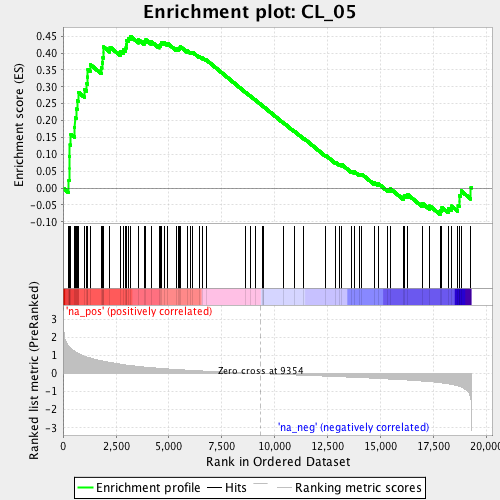 Enrichment plot: CL_05
Enrichment score (ES)
0.45
0.40
0.35
0.30
0.25
0.20
0.15
0.10
0.05
0.00
-0.05
-0.10
Ranked list metric (PreRanked)
'na_pos' (positively correlated)
3
2
1
0
-1
-2
-3
Zero cross at 9354
'na_neg' (negatively correlated)
0 2,500 5,000 7,500 10,000 12,500 15,000 17,500 20,000
Rank in Ordered Dataset
Enrichment profile Hits Ranking metric scores